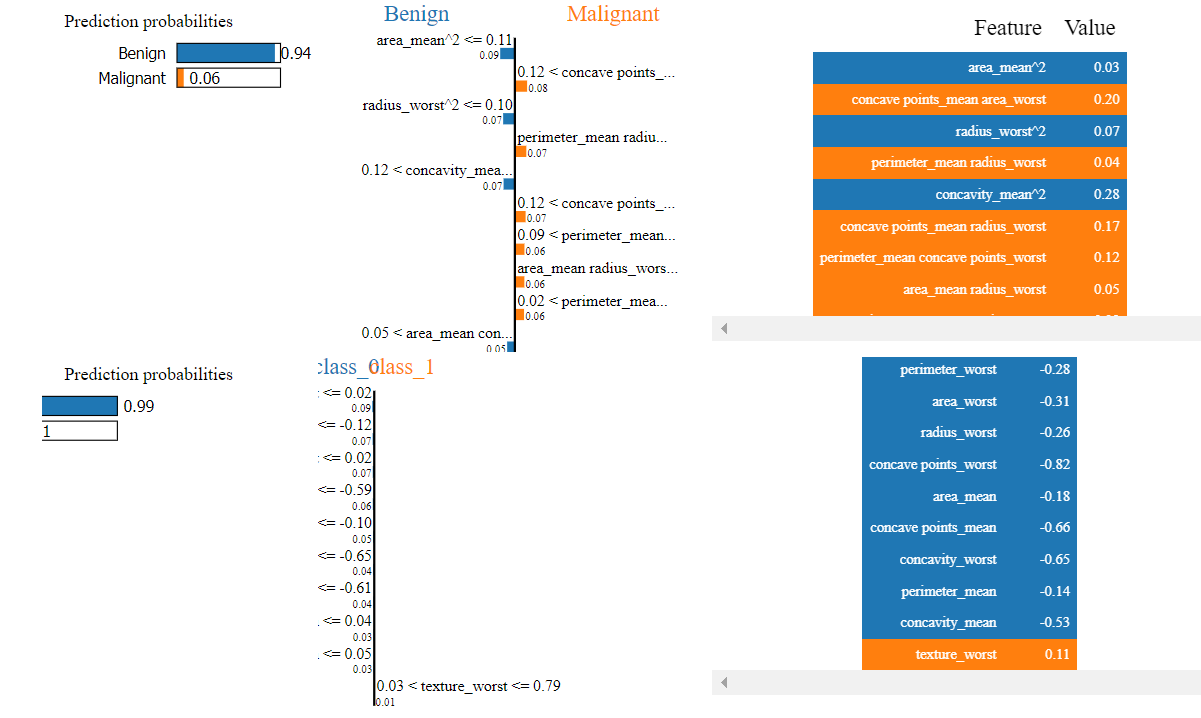 Prediction probabilities
Benign 0.94
Malignant 0.06
Benign Malignant
area_mean^2 <= 0.11
0.09
0.12 < concave points_...
0.08
radius_worst^2 <= 0.10
0.07
perimeter_mean radiu...
0.07
0.12 < concavity_mea...
0.07
0.12 < concave points_...
0.07
0.09 < perimeter_mean...
0.06
area_mean radius_wors...
0.06
0.02 < perimeter_mea...
0.06
0.05 < area_mean con...
0.05
Feature Value
area_mean^2 0.03
concave points_mean area_worst 0.20
radius_worst^2 0.07
perimeter_mean radius_worst 0.04
concavity_mean^2 0.28
concave points_mean radius_worst 0.17
perimeter_mean concave points_worst 0.12
area_mean radius_worst 0.05
Prediction probabilities
0.99
1
class_0 class_1
<= 0.02
0.09
<= -0.12
0.07
<= 0.02
0.07
<= -0.59
0.06
<= -0.10
0.05
<= -0.65
0.04
<= -0.61
0.04
<= 0.04
0.03
<= 0.05
0.03
0.03 < texture_worst <= 0.79
0.01
perimeter_worst -0.28
area_worst -0.31
radius_worst -0.26
concave points_worst -0.82
area_mean -0.18
concave points_mean -0.66
concavity_worst -0.65
perimeter_mean -0.14
concavity_mean -0.53
texture_worst 0.11